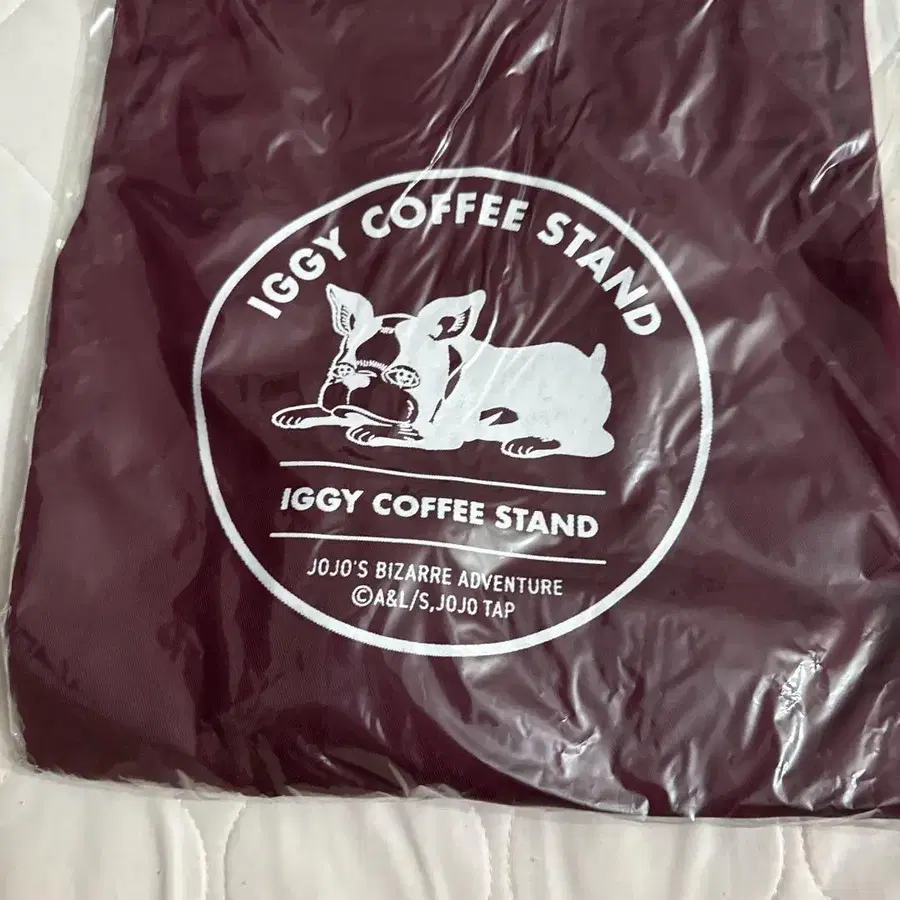 IGGY COFFEE STAND
IGGY COFFEE STAND
JOJO'S BIZARRE ADVENTURE
©A&L/S,JOJO TAP